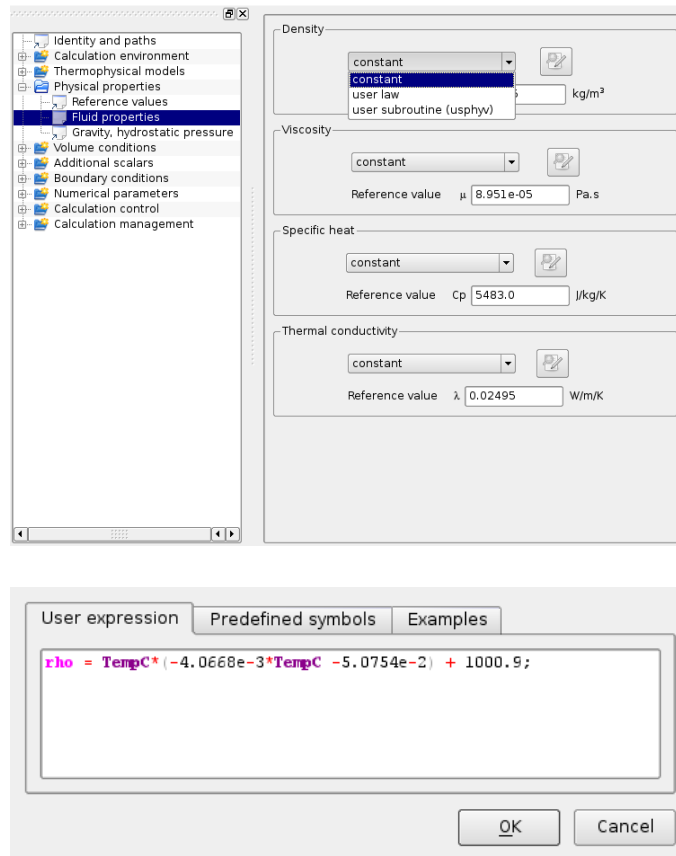 Identity and paths
Calculation environment
Thermophysical models
Physical properties
Reference values
Fluid properties
Gravity, hydrostatic pressure
Volume conditions
Additional scalars
Boundary conditions
Numerical parameters
Calculation control
Calculation management
Density
constant
constant
user law
user subroutine (usphyv)
kg/m³
Viscosity
constant
Reference value μ 8.951e-05 Pa.s
Specific heat
constant
Reference value Cp 5483.0 J/kg/K
Thermal conductivity
constant
Reference value λ 0.02495 W/m/K
User expression Predefined symbols Examples
rho = TempC*(-4.0668e-3*TempC -5.0754e-2) + 1000.9;
OK Cancel